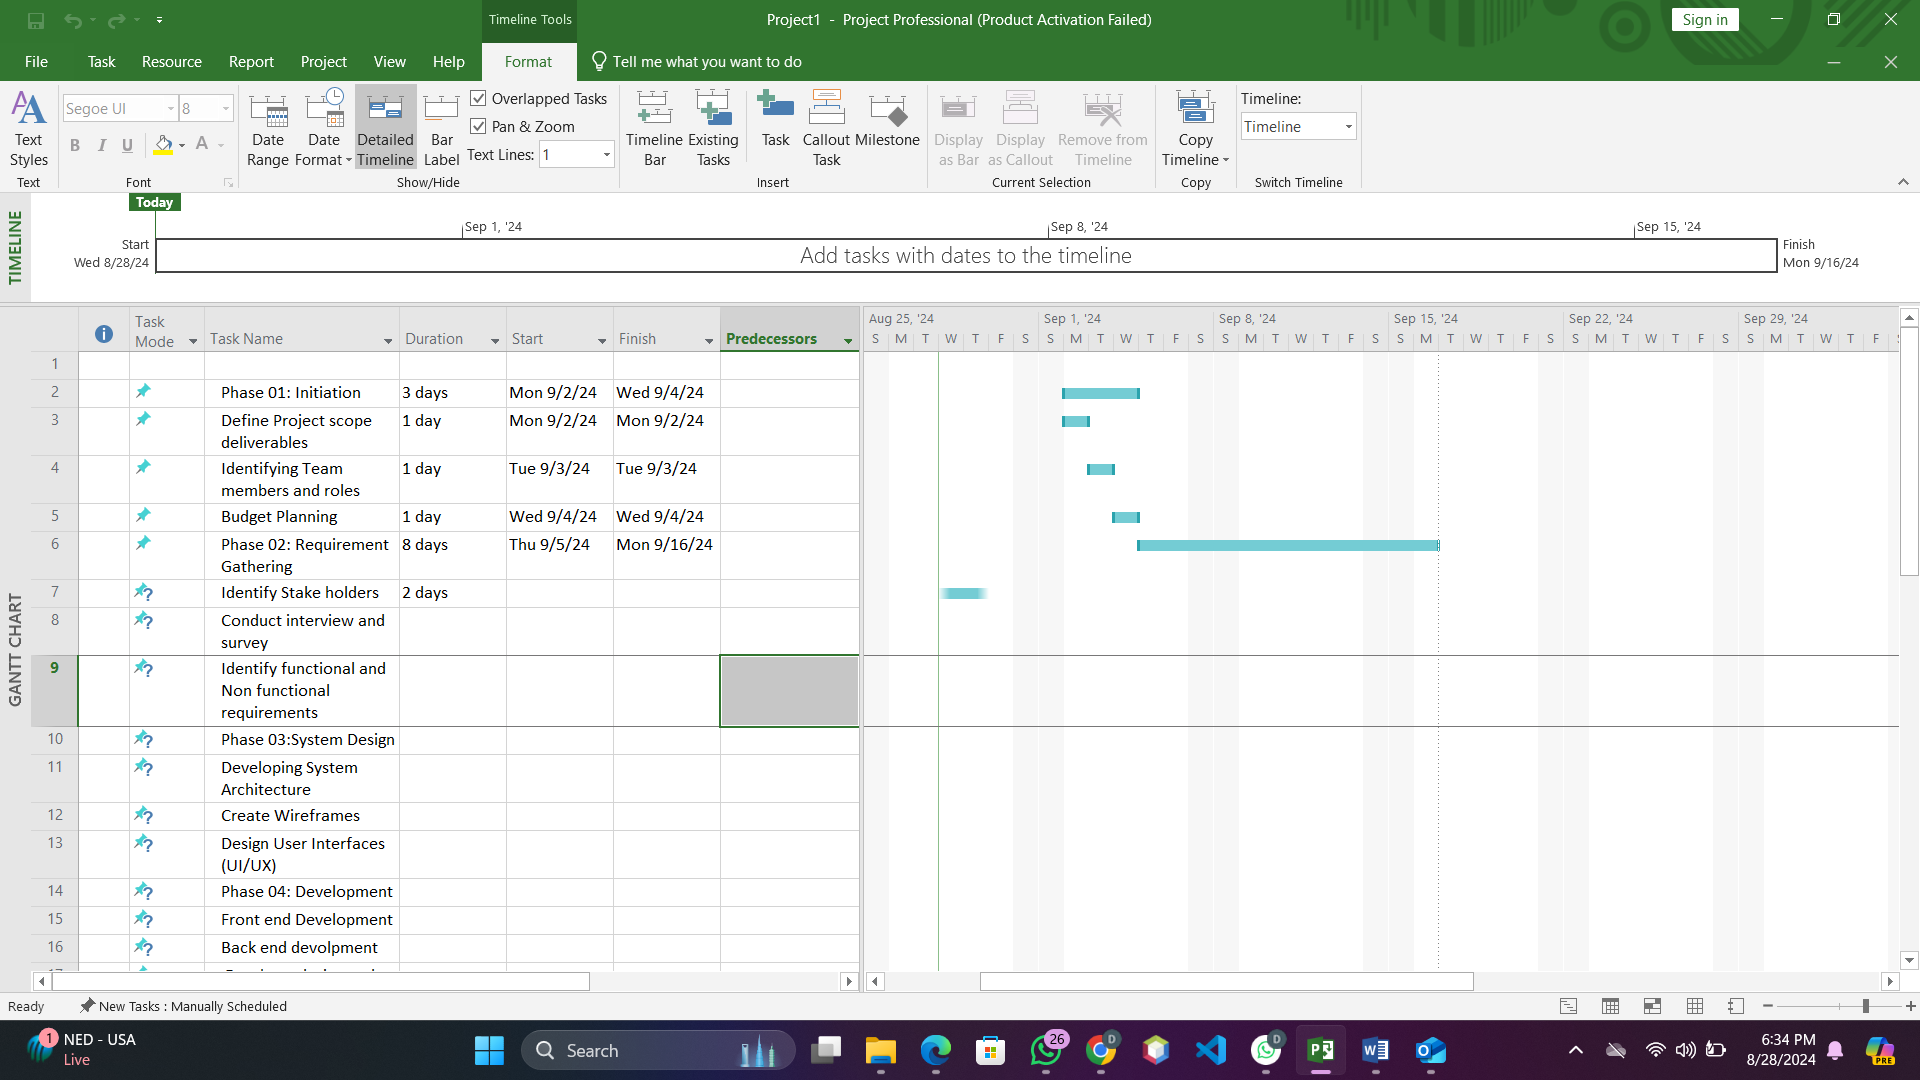 Timeline Tools
Project1 - Project Professional (Product Activation Failed)
Sign in
File Task Resource Report Project View Help Format Tell me what you want to do
Text Styles
Segoe UI 8
B I U A
Date Range
Date Format
Detailed Timeline
Bar Label
Overlapped Tasks
Pan & Zoom
Text Lines: 1
Timeline Bar
Existing Tasks
Task
Callout Task
Milestone
Display as Bar
Display as Callout
Remove from Timeline
Copy Timeline
Timeline:
Timeline
Text Font Show/Hide Insert Current Selection Copy Switch Timeline
TIMELINE
Today
Sep 1, '24 Sep 8, '24 Sep 15, '24
Start
Wed 8/28/24
Add tasks with dates to the timeline
Finish
Mon 9/16/24
GANTT CHART
Task Mode Task Name Duration Start Finish Predecessors
Aug 25, '24 Sep 1, '24 Sep 8, '24 Sep 15, '24 Sep 22, '24 Sep 29, '24
S M T W T F S S M T W T F S S M T W T F S S M T W T F S S M T W T F S S M T W T F
1
2 Phase 01: Initiation 3 days Mon 9/2/24 Wed 9/4/24
3 Define Project scope 1 day Mon 9/2/24 Mon 9/2/24
deliverables
4 Identifying Team 1 day Tue 9/3/24 Tue 9/3/24
members and roles
5 Budget Planning 1 day Wed 9/4/24 Wed 9/4/24
6 Phase 02: Requirement 8 days Thu 9/5/24 Mon 9/16/24
Gathering
7 Identify Stake holders 2 days
8 Conduct interview and
survey
9 Identify functional and
Non functional
requirements
10 Phase 03:System Design
11 Developing System
Architecture
12 Create Wireframes
13 Design User Interfaces
(UI/UX)
14 Phase 04: Development
15 Front end Development
16 Back end devolpment
Ready New Tasks : Manually Scheduled
1 NED - USA
Live
Search
26
D
D
PRE
6:34 PM
8/28/2024